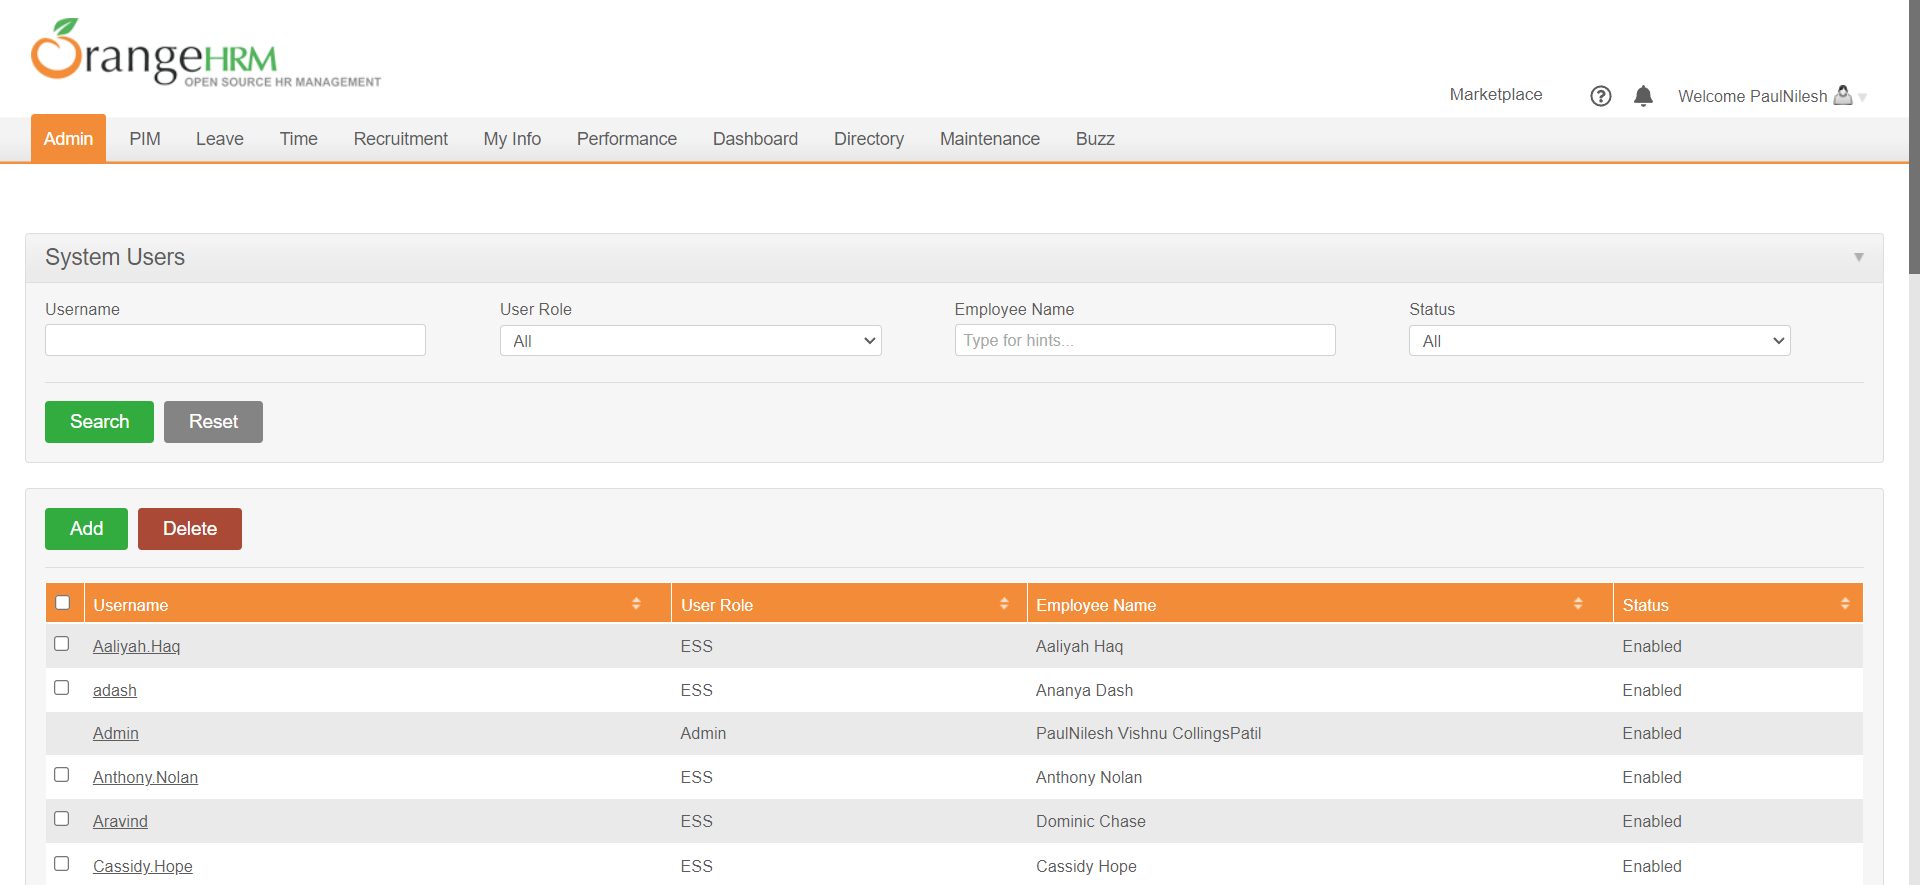 OrangeHRM
OPEN SOURCE HR MANAGEMENT
Marketplace
Welcome PaulNilesh
Admin PIM Leave Time Recruitment My Info Performance Dashboard Directory Maintenance Buzz
System Users
Username User Role Employee Name Status
All Type for hints... All
Search Reset
Add Delete
Username User Role Employee Name Status
Aaliyah.Haq ESS Aaliyah Haq Enabled
adash ESS Ananya Dash Enabled
Admin Admin PaulNilesh Vishnu CollingsPatil Enabled
Anthony.Nolan ESS Anthony Nolan Enabled
Aravind ESS Dominic Chase Enabled
Cassidy.Hope ESS Cassidy Hope Enabled